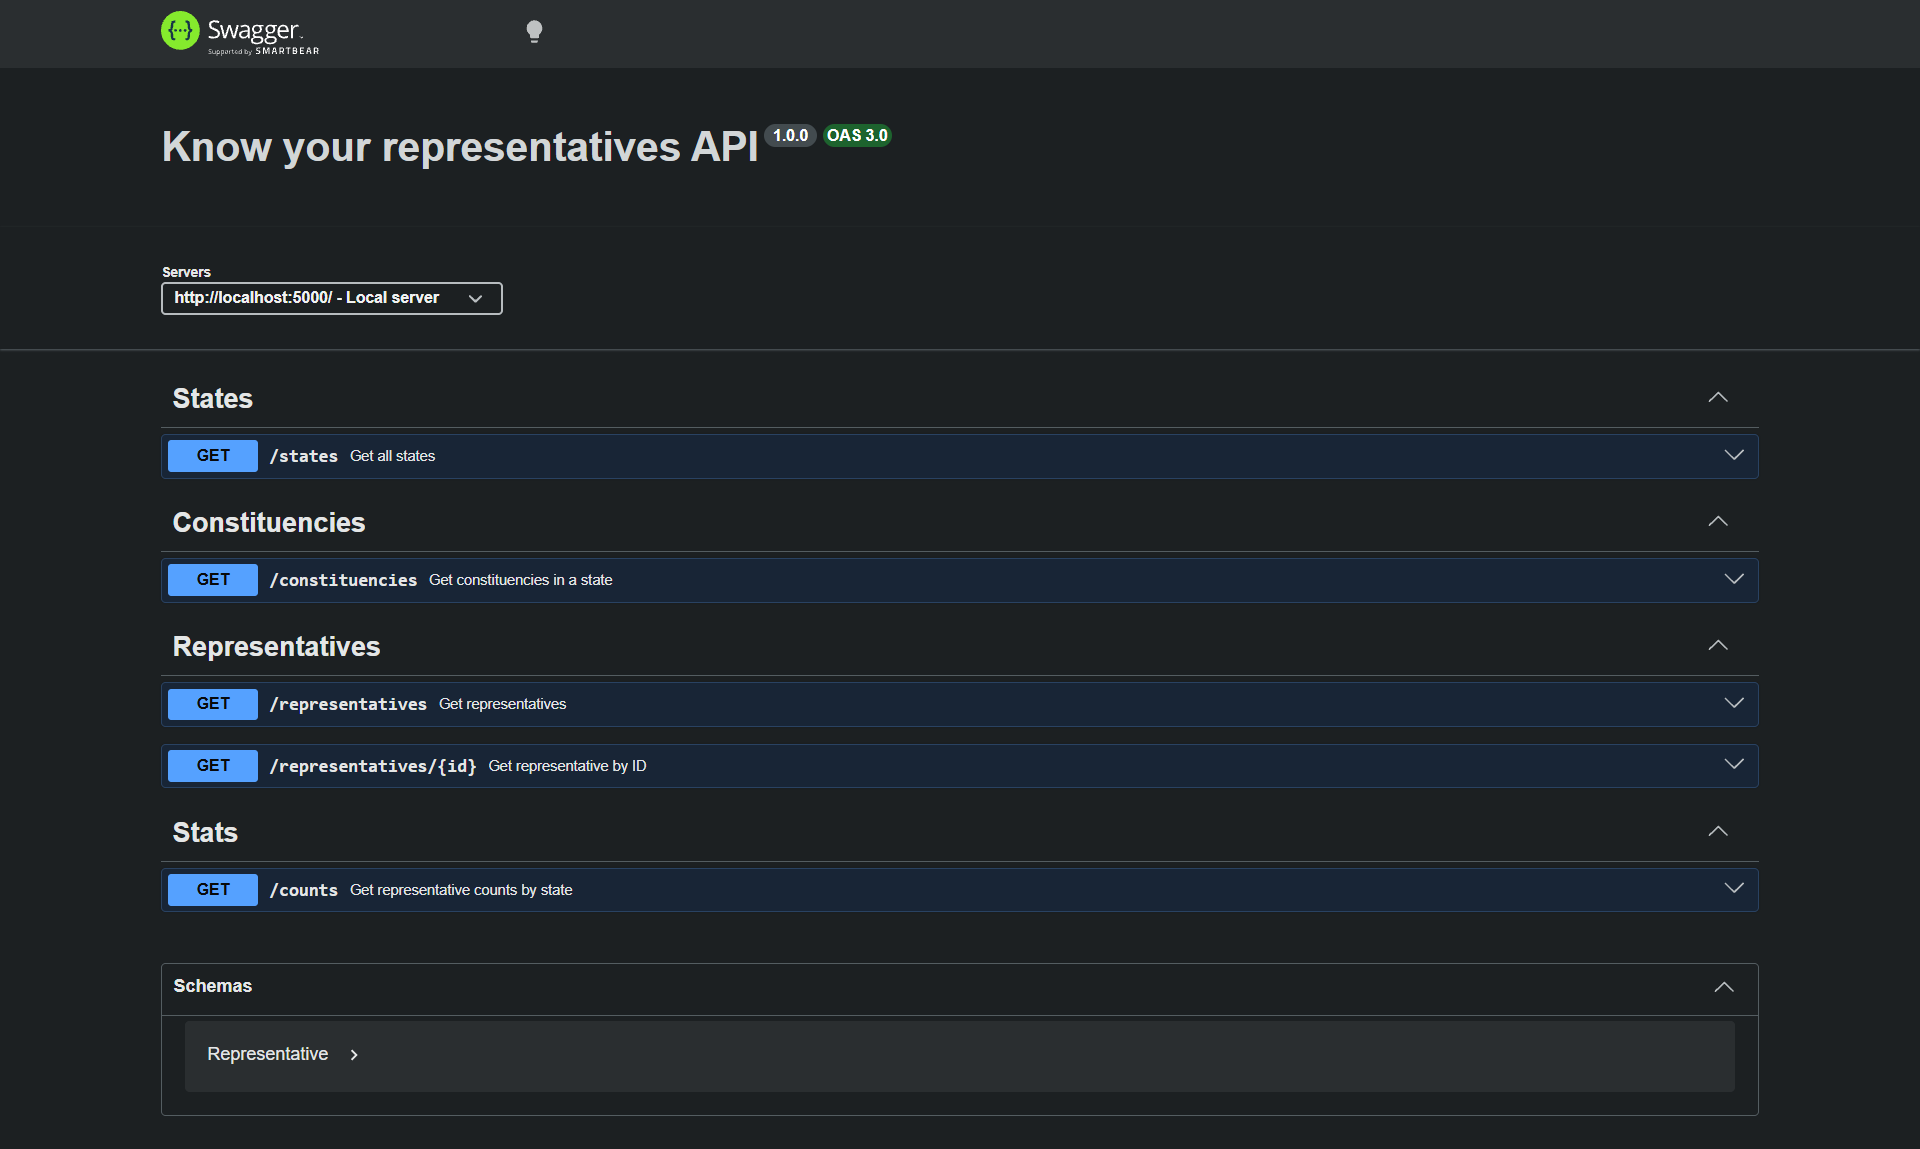 Swagger.
Supported by SMARTBEAR
Know your representatives API 1.0.0 OAS 3.0
Servers
http://localhost:5000/ - Local server
States
GET /states Get all states
Constituencies
GET /constituencies Get constituencies in a state
Representatives
GET /representatives Get representatives
GET /representatives/{id} Get representative by ID
Stats
GET /counts Get representative counts by state
Schemas
Representative